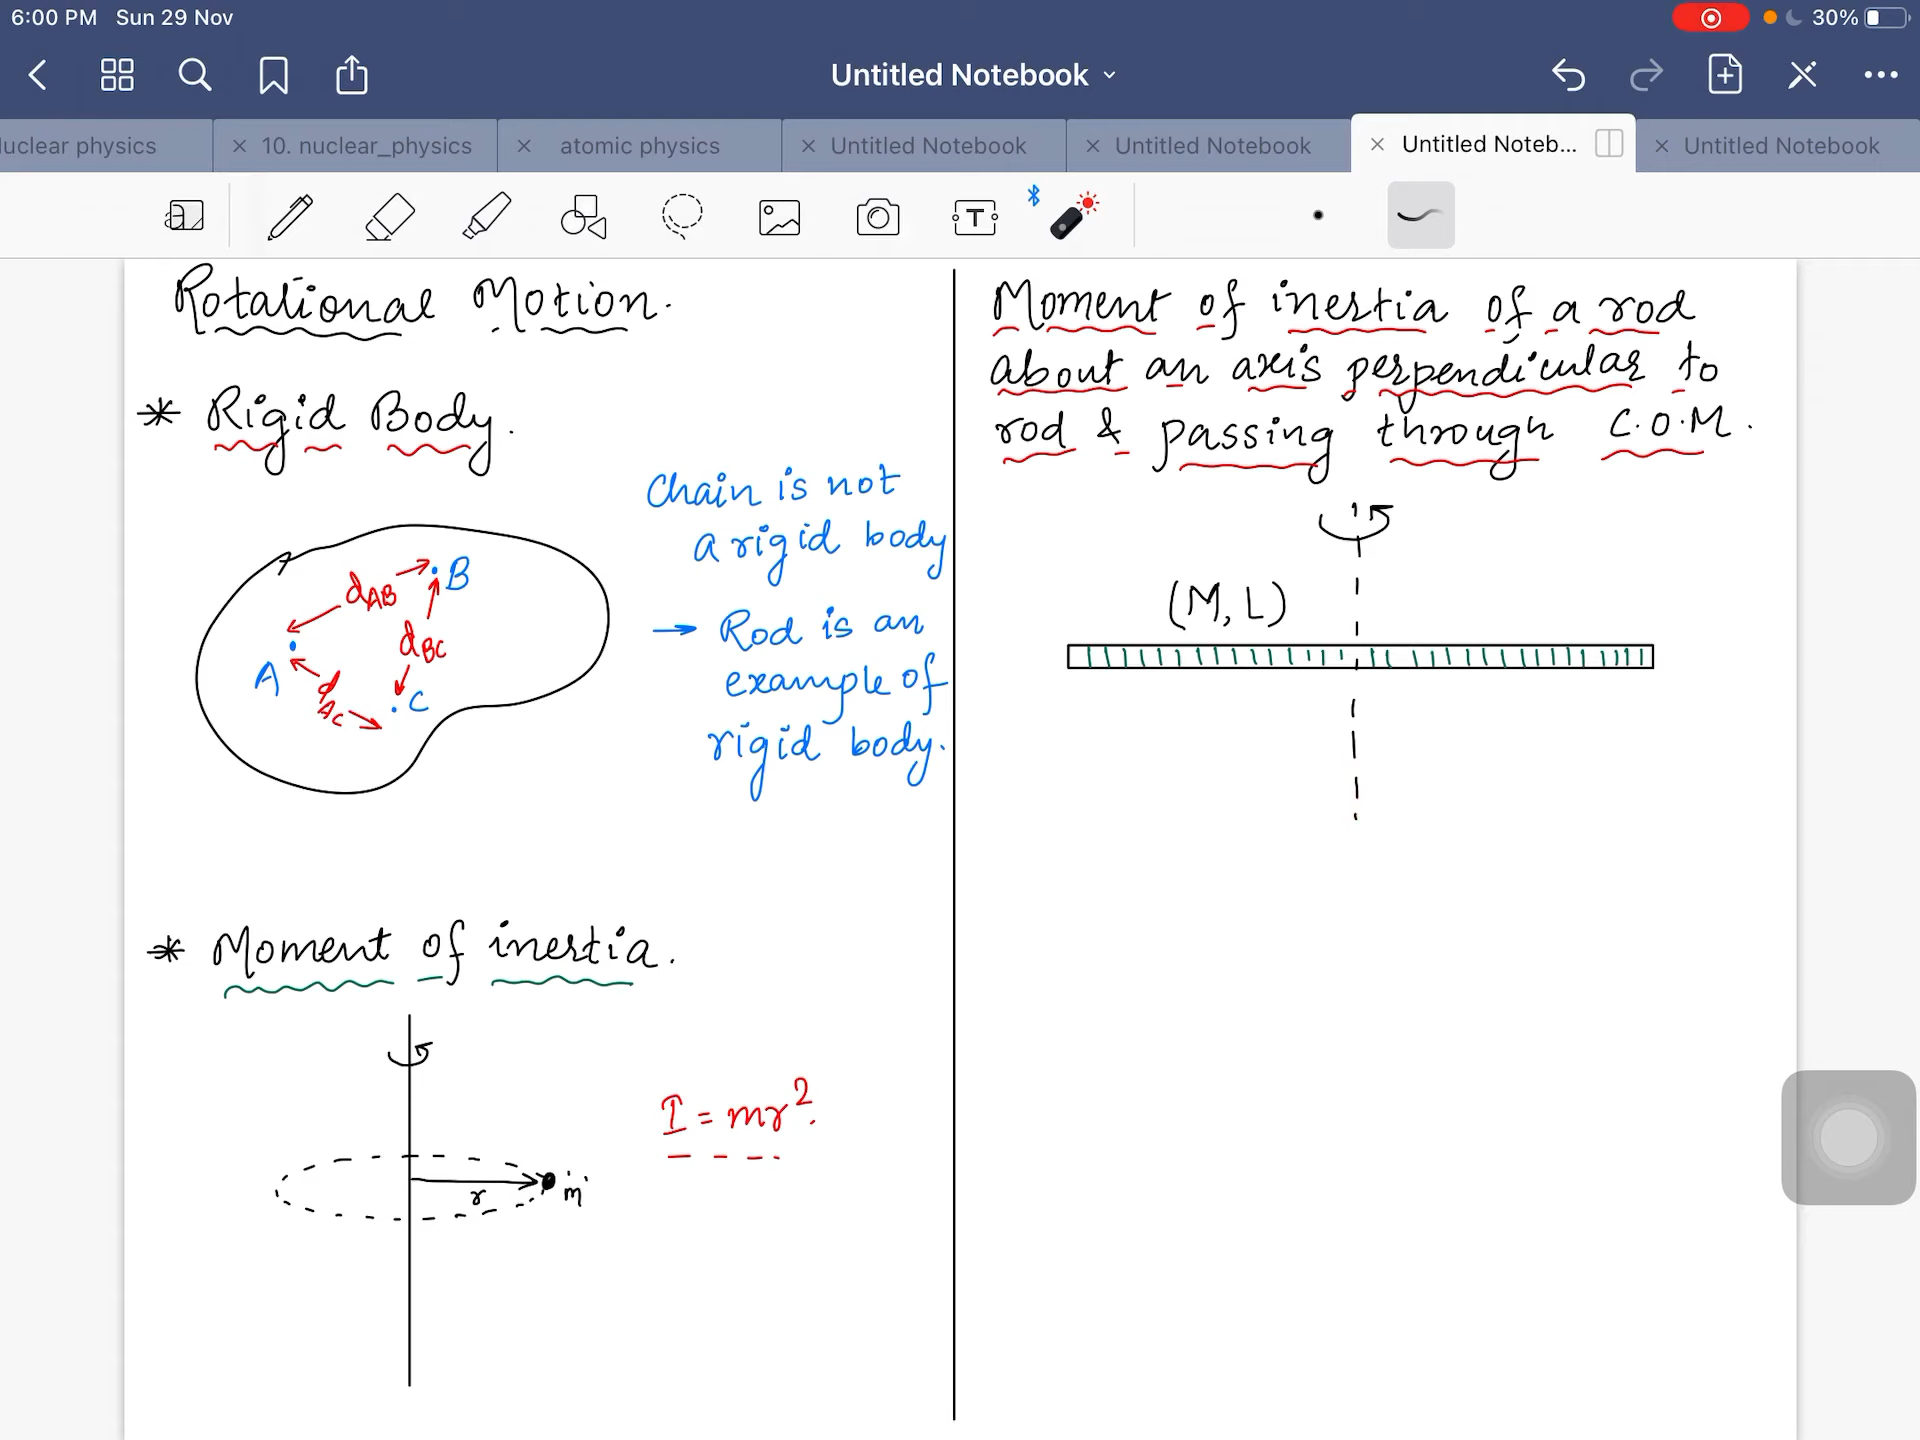 6:00 PM Sun 29 Nov
30%
Untitled Notebook
luclear physics
10. nuclear_physics
atomic physics
Untitled Notebook
Untitled Notebook
Untitled Noteb...
Untitled Notebook
T
Rotational Motion.
* Rigid Body.
Chain is not
a rigid body
→ Rod is an
example of
rigid body.
dAB
B
dBC
A
dAC
C
* Moment of inertia.
I = mr².
r
m
Moment of inertia of a rod
about an axis perpendicular to
rod & passing through C.O.M.
(M, L)